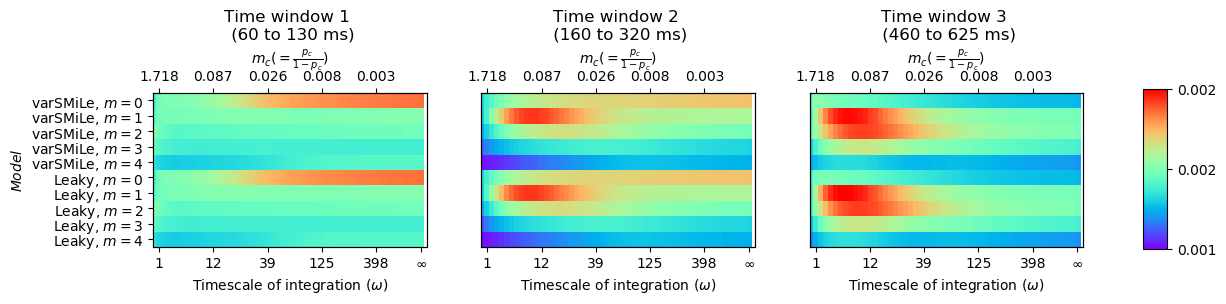 Time window 1
(60 to 130 ms)
m_c(= p_c/(1−p_c))
1.718 0.087 0.026 0.008 0.003
Time window 2
(160 to 320 ms)
m_c(= p_c/(1−p_c))
1.718 0.087 0.026 0.008 0.003
Time window 3
(460 to 625 ms)
m_c(= p_c/(1−p_c))
1.718 0.087 0.026 0.008 0.003
Model
varSMiLe, m = 0
varSMiLe, m = 1
varSMiLe, m = 2
varSMiLe, m = 3
varSMiLe, m = 4
Leaky, m = 0
Leaky, m = 1
Leaky, m = 2
Leaky, m = 3
Leaky, m = 4
1 12 39 125 398 ∞
Timescale of integration (ω)
1 12 39 125 398 ∞
Timescale of integration (ω)
1 12 39 125 398 ∞
Timescale of integration (ω)
0.002
0.002
0.001